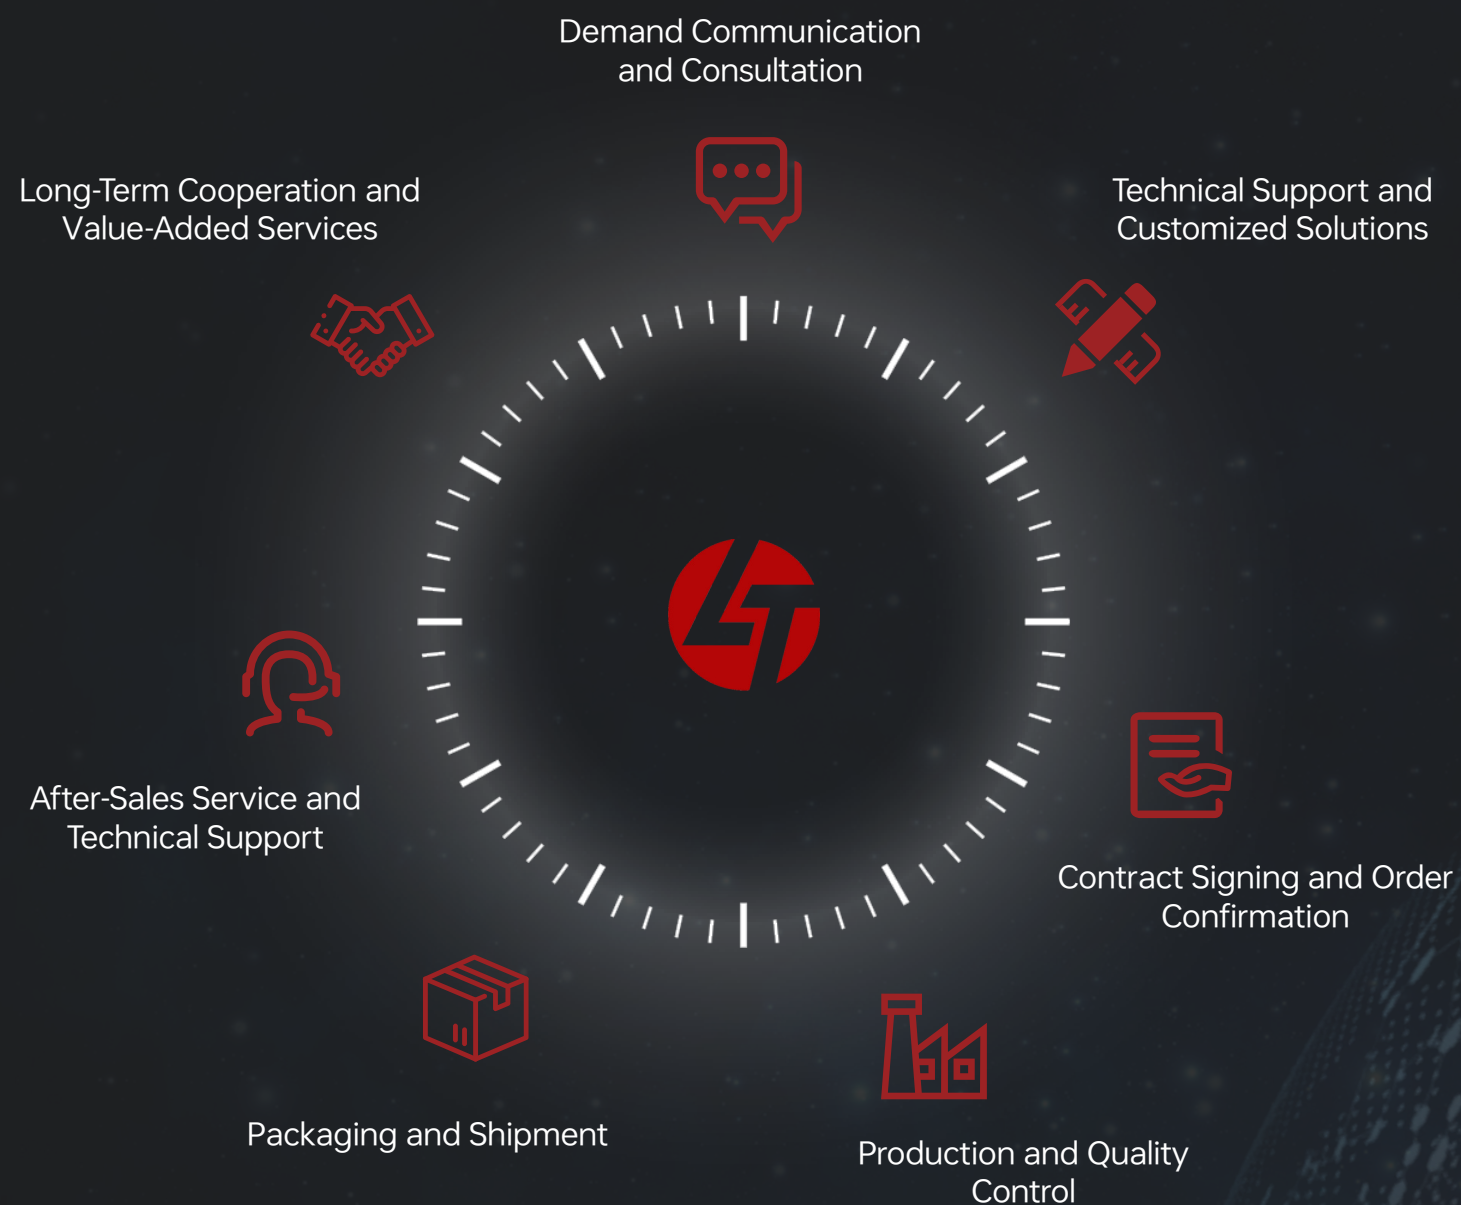 Demand Communication
and Consultation
Long-Term Cooperation and
Value-Added Services
Technical Support and
Customized Solutions
LT
After-Sales Service and
Technical Support
Contract Signing and Order
Confirmation
Packaging and Shipment
Production and Quality
Control